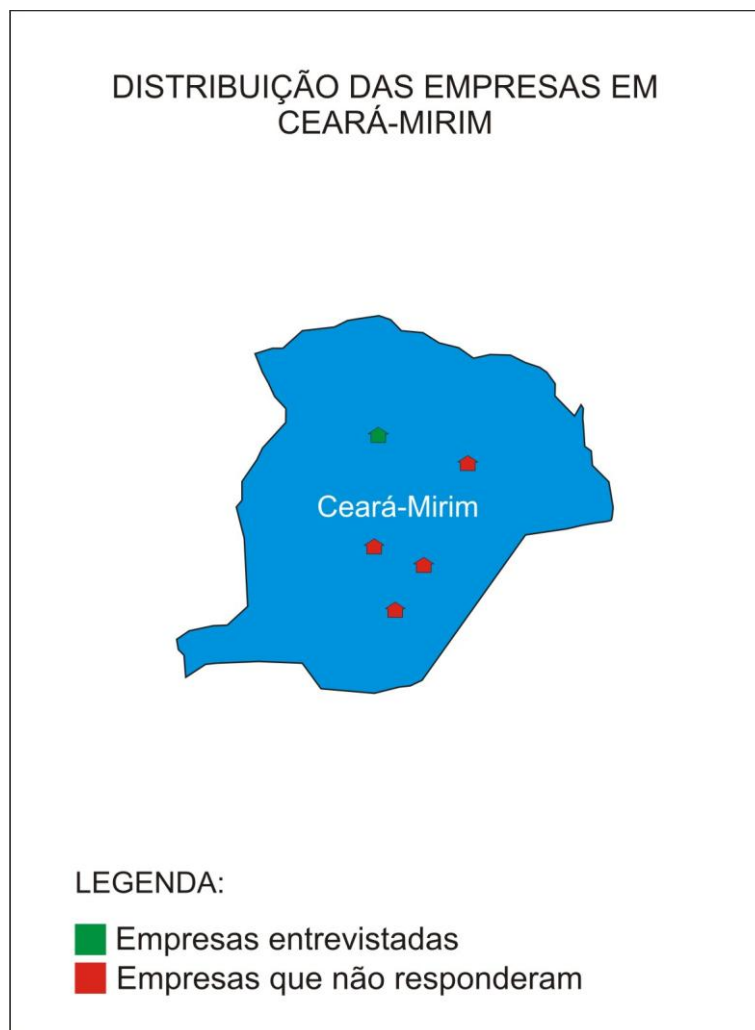 DISTRIBUIÇÃO DAS EMPRESAS EM
CEARÁ-MIRIM
Ceará-Mirim
LEGENDA:
Empresas entrevistadas
Empresas que não responderam